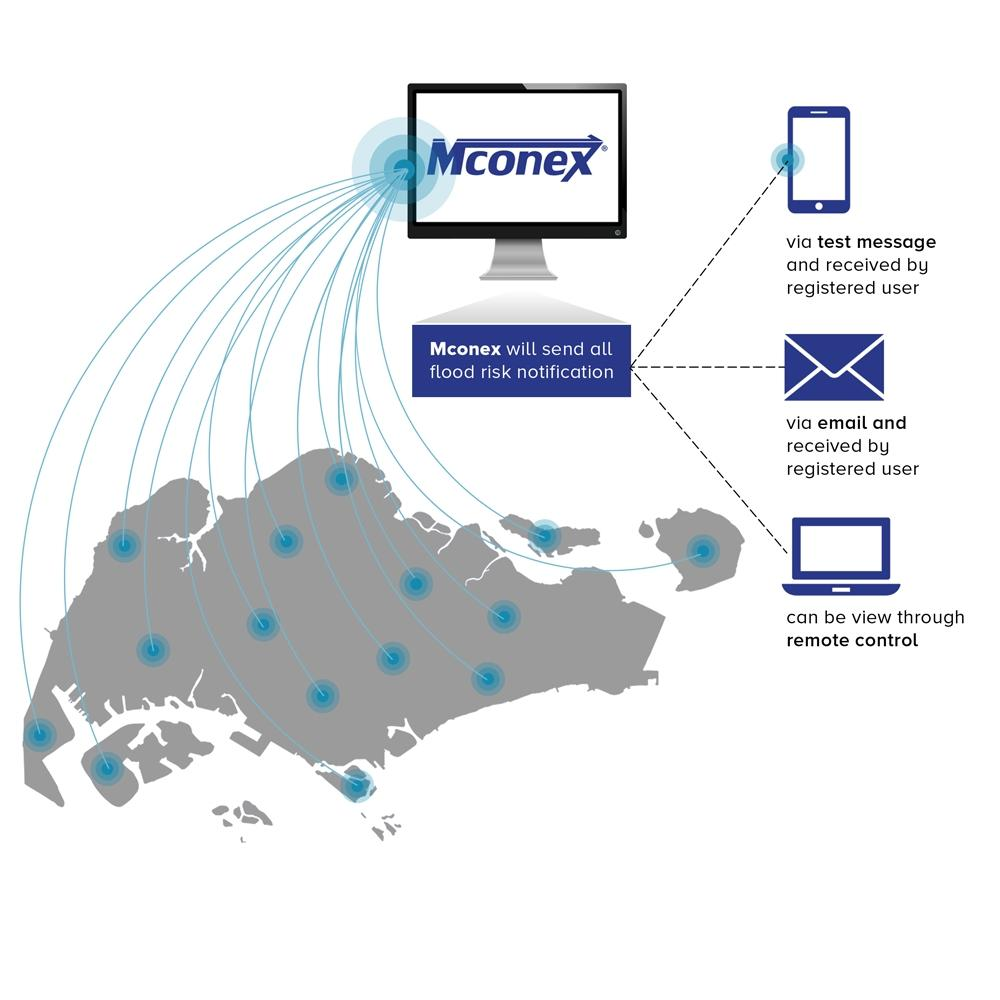 Mconex®
via test message
and received by
registered user
Mconex will send all
flood risk notification
via email and
received by
registered user
can be view through
remote control